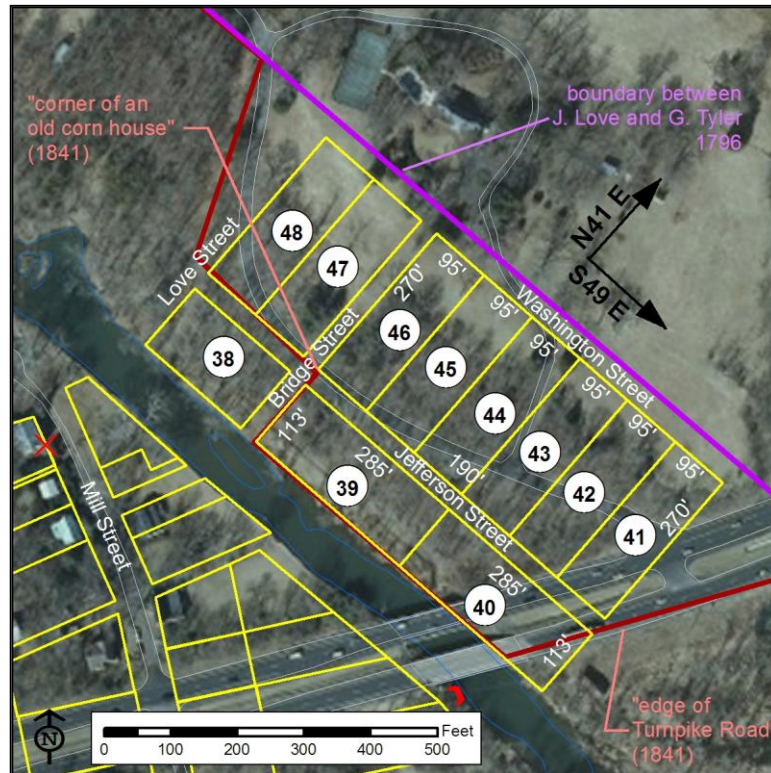 "corner of an
old corn house"
(1841)
boundary between
J. Love and G. Tyler
1796
N41 E
S49 E
Love Street
48
47
38
Bridge Street
270'
95'
95'
95'
95'
95'
95'
Washington Street
46
45
44
43
42
41
270'
113'
285'
190'
Jefferson Street
39
285'
40
113'
Mill Street
"edge of
Turnpike Road"
(1841)
N
Feet
0 100 200 300 400 500